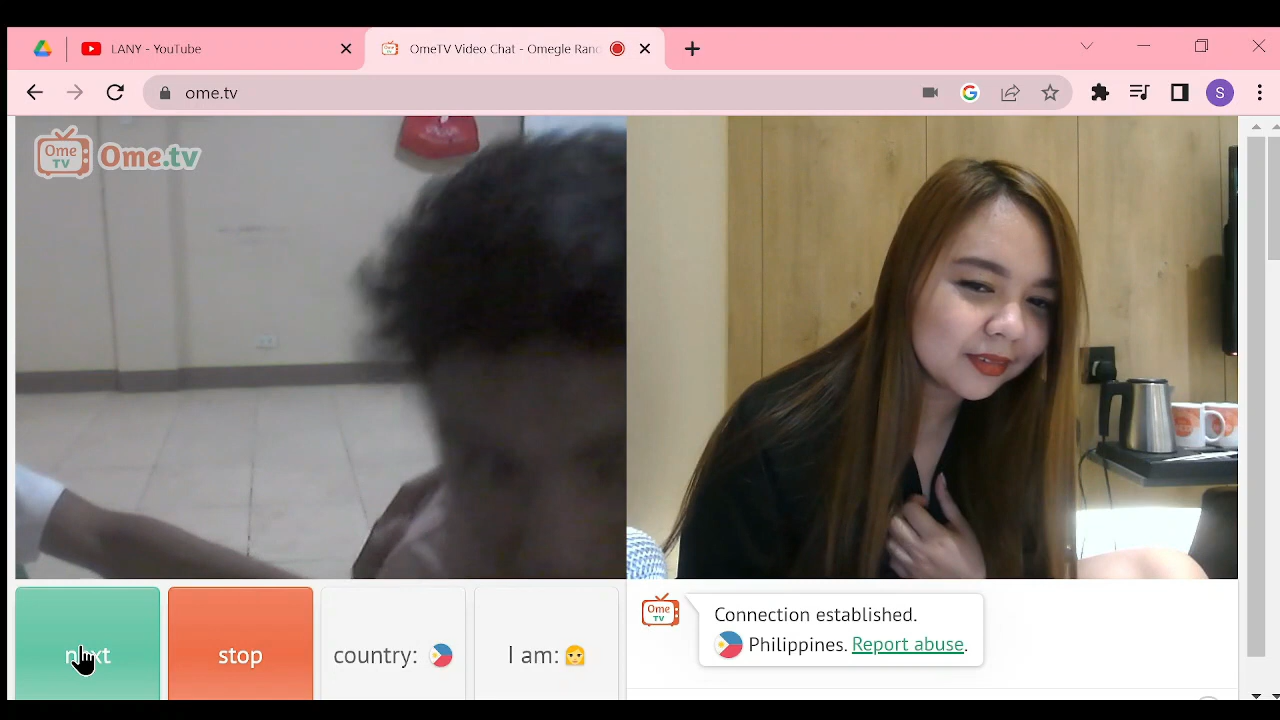 LANY - YouTube
OmeTV Video Chat - Omegle Ran
S
ome.tv
Ome TV Ome.tv
next
stop
country:
I am:
Ome TV
Connection established.
Philippines. Report abuse.